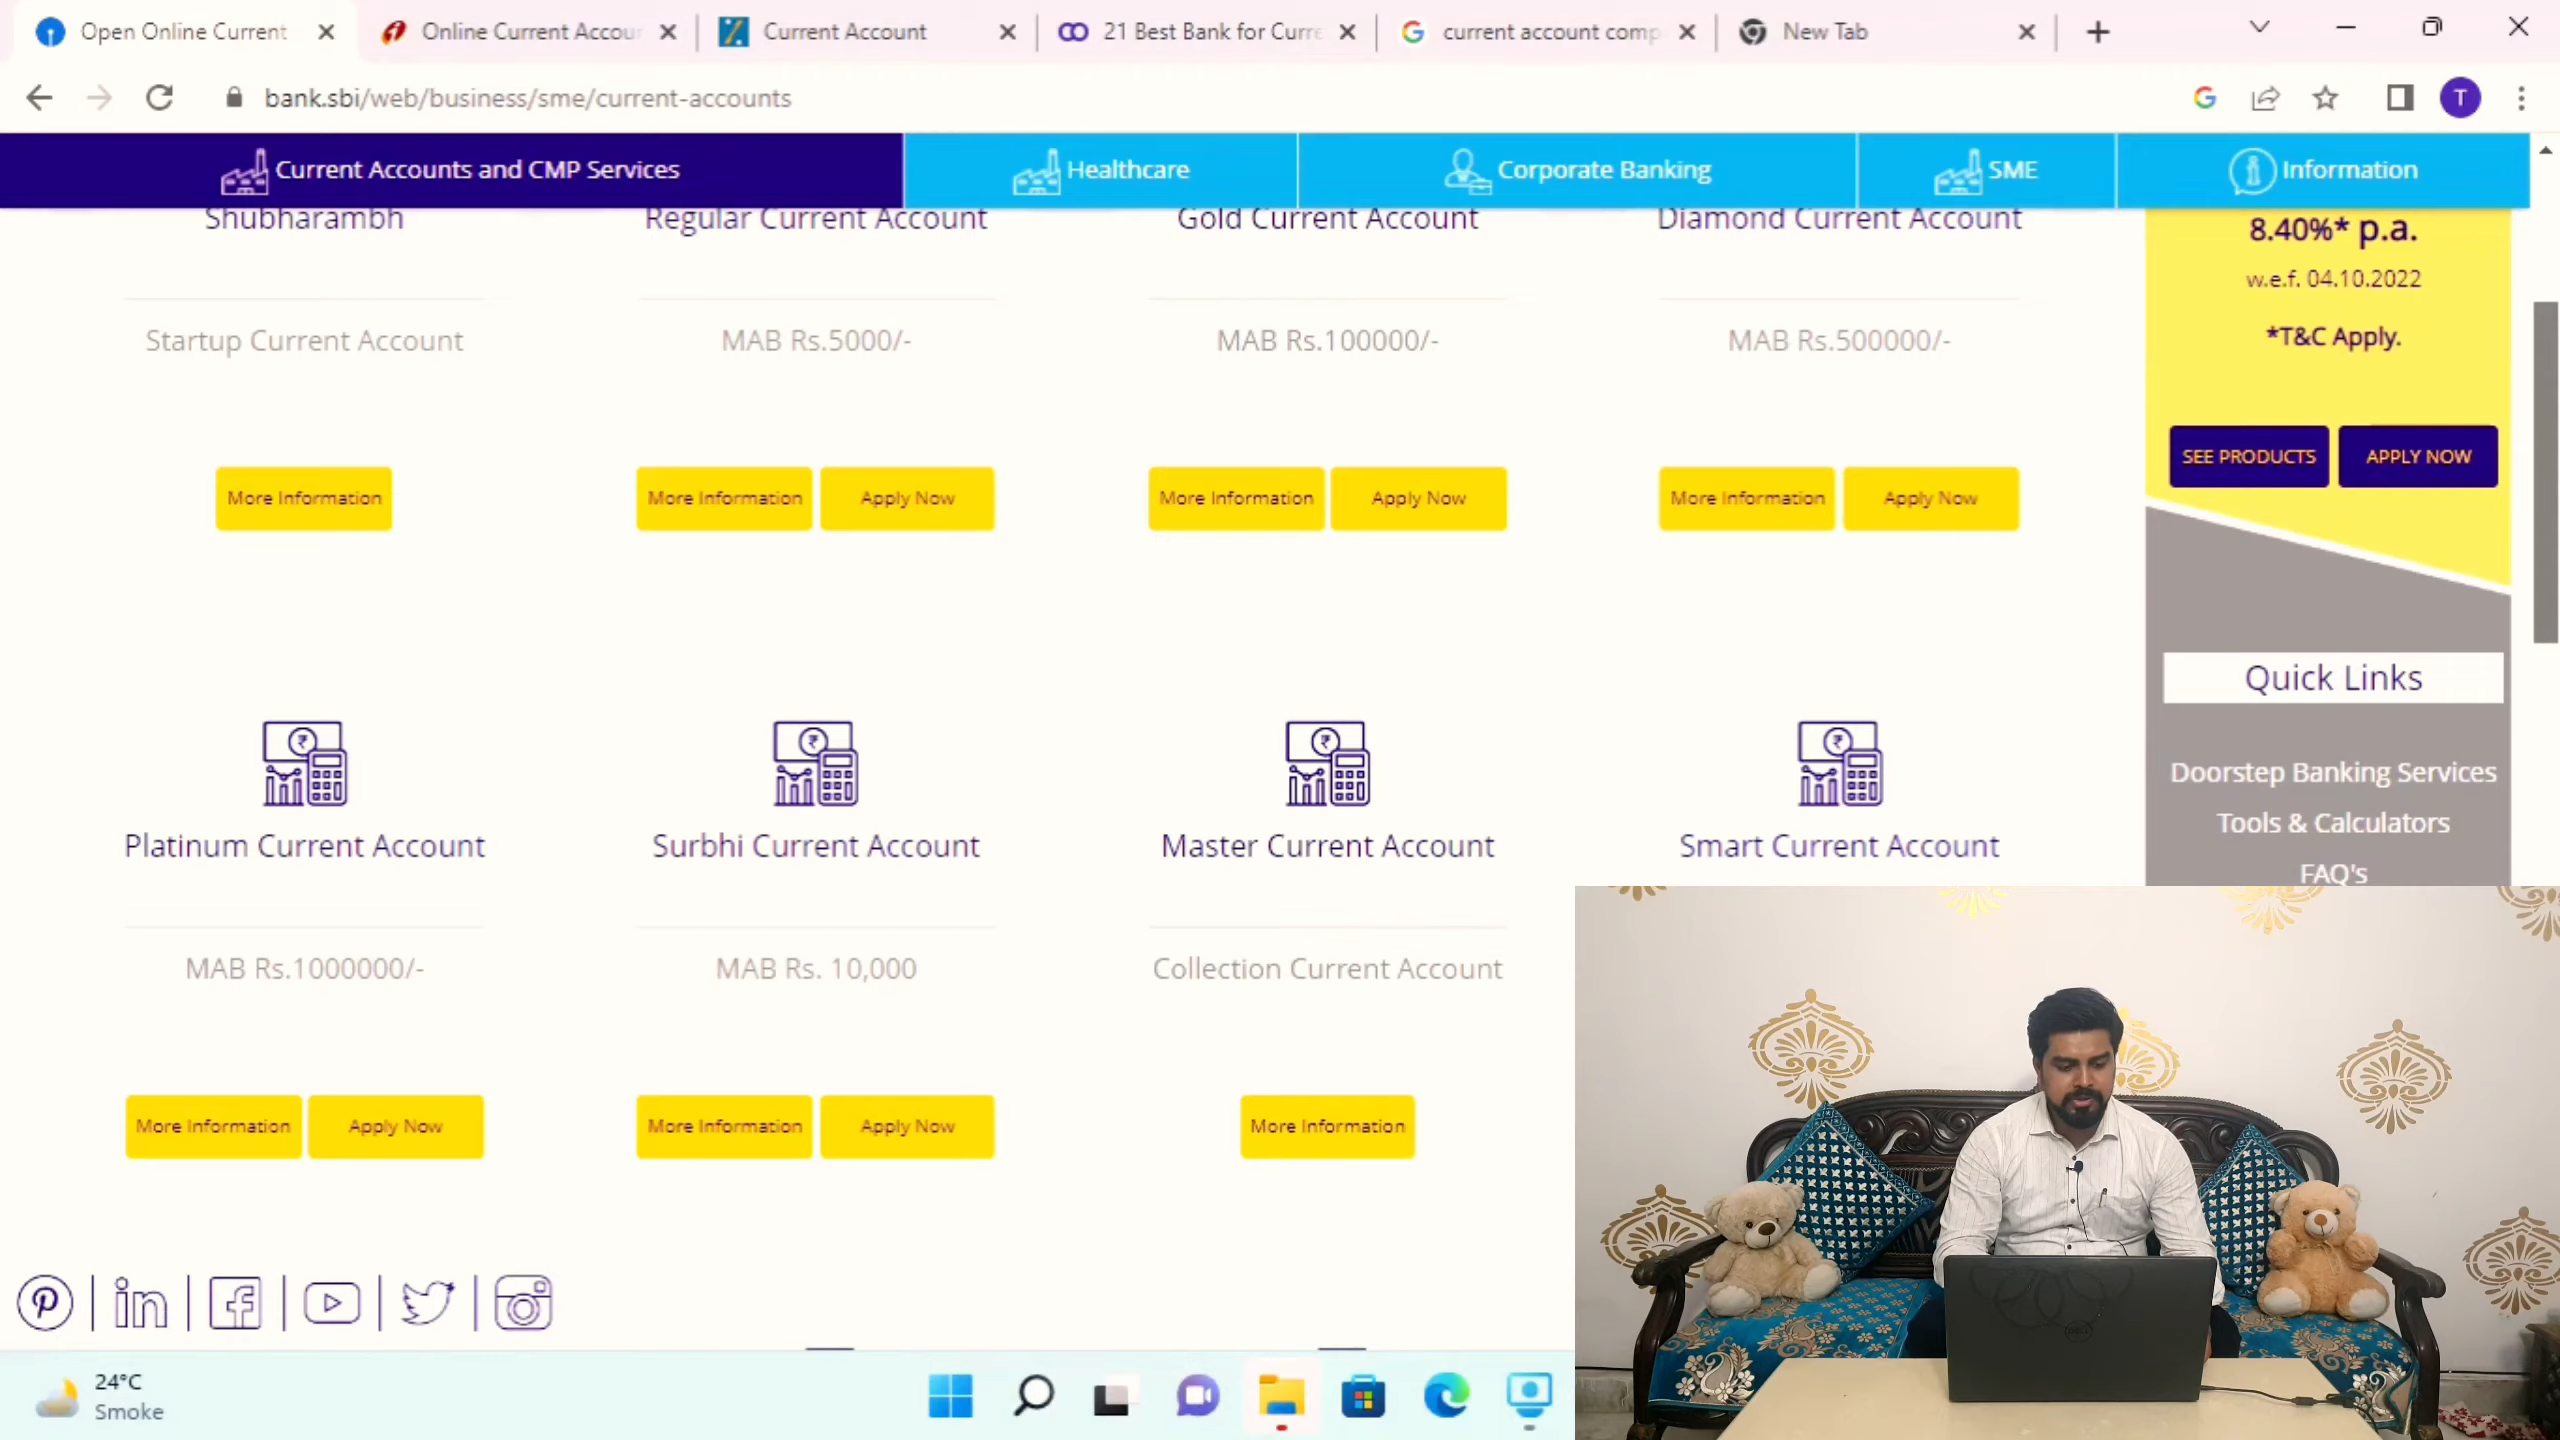 Open Online Current
Online Current Accou
Current Account
21 Best Bank for Curre
current account comp
New Tab
bank.sbi/web/business/sme/current-accounts
T
Current Accounts and CMP Services
Healthcare
Corporate Banking
SME
Information
Shubharambh
Regular Current Account
Gold Current Account
Diamond Current Account
8.40%* p.a.
w.e.f. 04.10.2022
*T&C Apply.
Startup Current Account
MAB Rs.5000/-
MAB Rs.100000/-
MAB Rs.500000/-
SEE PRODUCTS
APPLY NOW
More Information
More Information
Apply Now
More Information
Apply Now
More Information
Apply Now
Quick Links
Doorstep Banking Services
Tools & Calculators
FAQ's
Platinum Current Account
Surbhi Current Account
Master Current Account
Smart Current Account
MAB Rs.1000000/-
MAB Rs. 10,000
Collection Current Account
More Information
Apply Now
More Information
Apply Now
More Information
24°C
Smoke
DELL